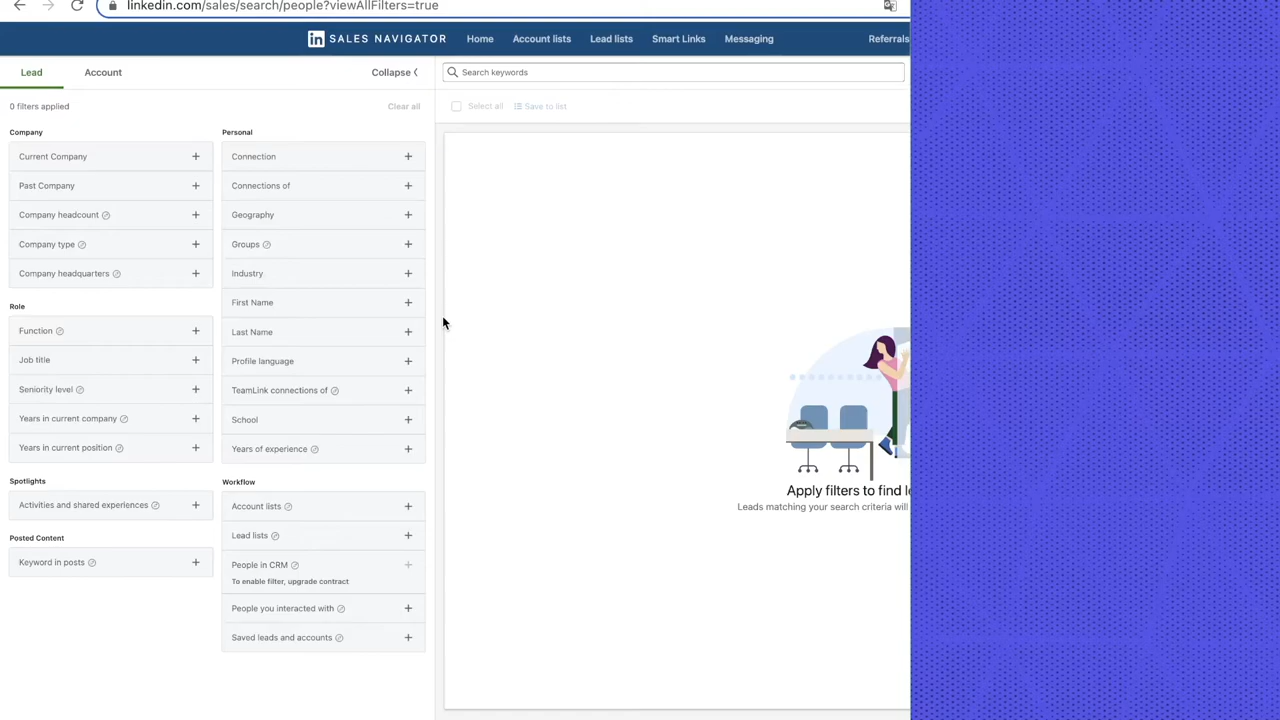 linkedin.com/sales/search/people?viewAllFilters=true
in SALES NAVIGATOR Home Account lists Lead lists Smart Links Messaging Referrals
Lead Account Collapse
Search keywords
0 filters applied Clear all
Select all Save to list
Company
Current Company
Past Company
Company headcount
Company type
Company headquarters
Role
Function
Job title
Seniority level
Years in current company
Years in current position
Spotlights
Activities and shared experiences
Posted Content
Keyword in posts
Personal
Connection
Connections of
Geography
Groups
Industry
First Name
Last Name
Profile language
TeamLink connections of
School
Years of experience
Workflow
Account lists
Lead lists
People in CRM
To enable filter, upgrade contract
People you interacted with
Saved leads and accounts
Apply filters to find
Leads matching your search criteria will